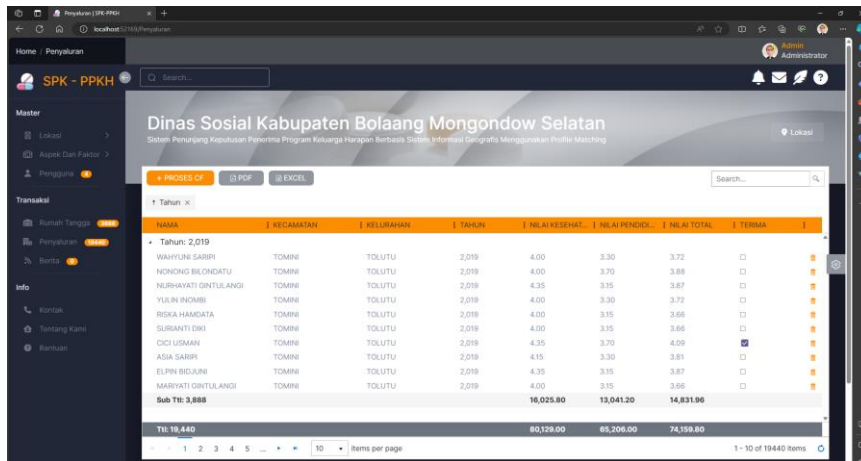 Penyaluran | SPK-PPKH
localhost:52169/Penyaluran
Home / Penyaluran
Admin
Administrator
SPK - PPKH
Search...
Master
Lokasi
Aspek Dan Faktor
Pengguna 4
Transaksi
Rumah Tangga 3888
Penyaluran 19440
Berita
Info
Kontak
Tentang Kami
Bantuan
Dinas Sosial Kabupaten Bolaang Mongondow Selatan
Sistem Penunjang Keputusan Penerima Program Keluarga Harapan Berbasis Sistem Informasi Geografis Menggunakan Profile Matching
Lokasi
+ PROSES CF PDF EXCEL Search...
↑ Tahun ×
NAMA KECAMATAN KELURAHAN TAHUN NILAI KESEHAT... NILAI PENDIDI... NILAI TOTAL TERIMA
Tahun: 2,019
WAHYUNI SARIPI TOMINI TOLUTU 2,019 4.00 3.30 3.72
NONONG BILONDATU TOMINI TOLUTU 2,019 4.00 3.70 3.88
NURHAYATI GINTULANGI TOMINI TOLUTU 2,019 4.35 3.15 3.87
YULIN INOMBI TOMINI TOLUTU 2,019 4.00 3.30 3.72
RISKA HAMDATA TOMINI TOLUTU 2,019 4.00 3.15 3.66
SURIANTI DIKI TOMINI TOLUTU 2,019 4.00 3.15 3.66
CICI USMAN TOMINI TOLUTU 2,019 4.35 3.70 4.09
ASIA SARIPI TOMINI TOLUTU 2,019 4.15 3.30 3.81
ELPIN BIDJUNI TOMINI TOLUTU 2,019 4.35 3.15 3.87
MARIYATI GINTULANGI TOMINI TOLUTU 2,019 4.00 3.15 3.66
Sub Ttl: 3,888 16,025.80 13,041.20 14,831.96
Ttl: 19,440 80,129.00 65,206.00 74,159.80
1 2 3 4 5 ... 10 items per page 1 - 10 of 19440 items